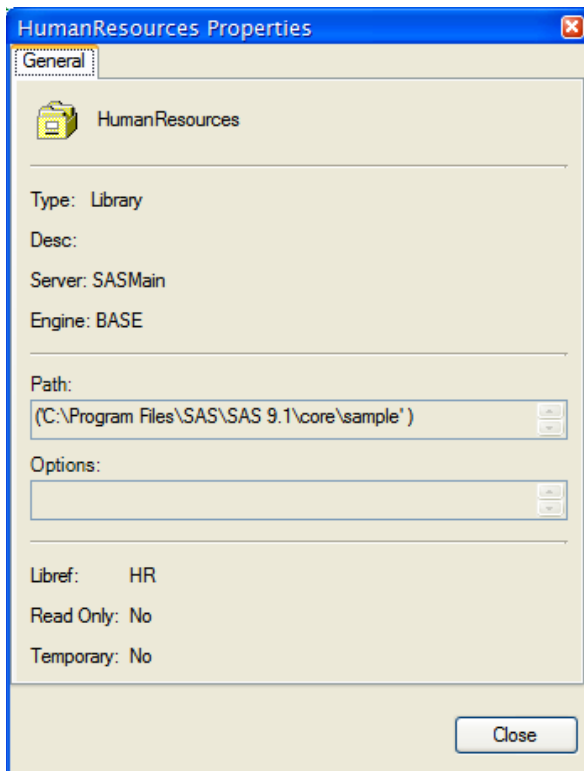 HumanResources Properties
General
HumanResources
Type: Library
Desc:
Server: SASMain
Engine: BASE
Path:
('C:\Program Files\SAS\SAS 9.1\core\sample' )
Options:
Libref: HR
Read Only: No
Temporary: No
Close